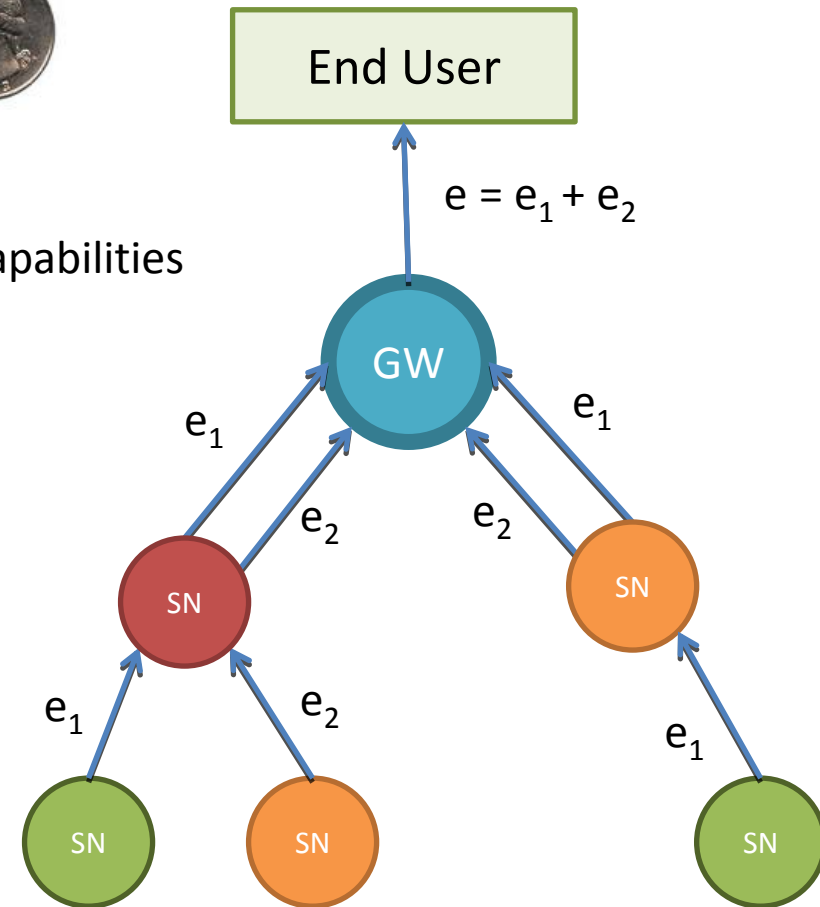 End User
e = e₁ + e₂
apabilities
GW
e₁
e₁
e₂
e₂
SN
SN
e₁
e₂
e₁
SN
SN
SN